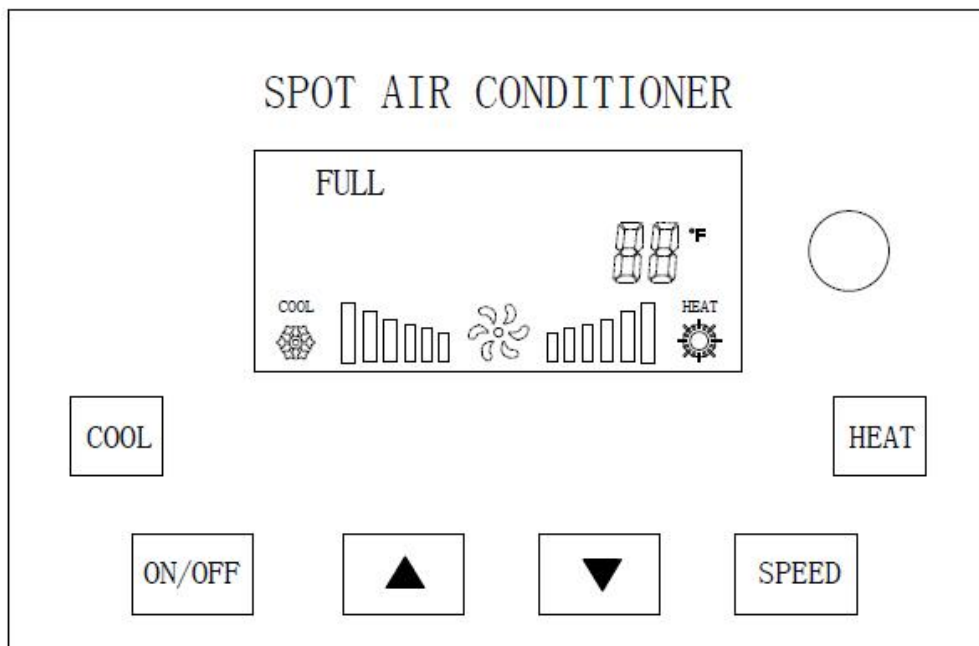 SPOT AIR CONDITIONER
FULL
88 °F
COOL
HEAT
COOL
HEAT
ON/OFF
SPEED